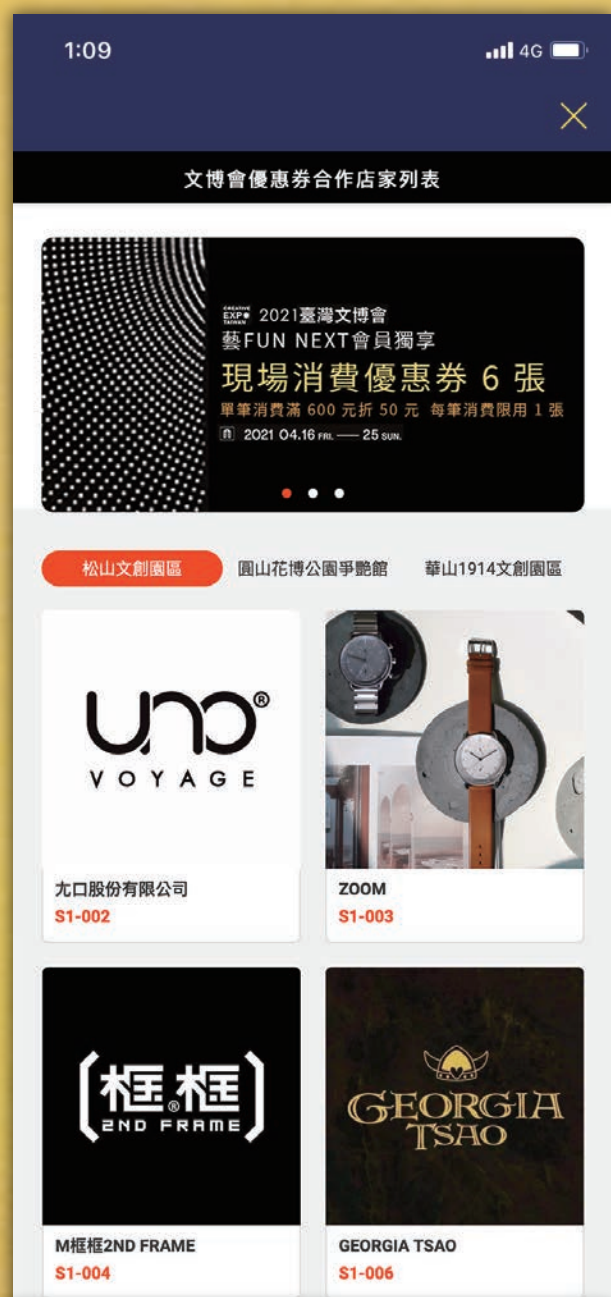 1:09
4G
文博會優惠券合作店家列表
CREATIVE
EXPO
TAIWAN
2021臺灣文博會
藝FUN NEXT會員獨享
現場消費優惠券 6 張
單筆消費滿 600 元折 50 元 每筆消費限用 1 張
2021 04.16 FRI. — 25 SUN.
松山文創園區
圓山花博公園爭艷館
華山1914文創園區
uno®
VOYAGE
尢口股份有限公司
S1-002
ZOOM
S1-003
框框®
2ND FRAME
M框框2ND FRAME
S1-004
GEORGIA
TSAO
GEORGIA TSAO
S1-006